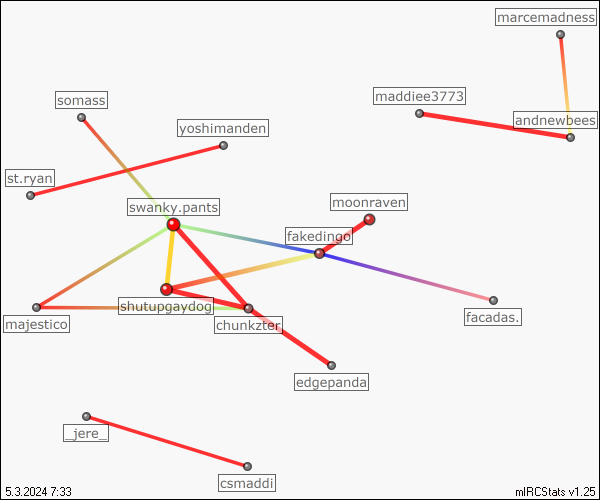 marcemadness
maddiee3773
somass
andnewbees
yoshimanden
st.ryan
moonraven
swanky.pants
fakedingo
shutupgaydog
facadas.
majestico
chunkzter
edgepanda
_jere_
csmaddi
5.3.2024 7:33
mIRCStats v1.25